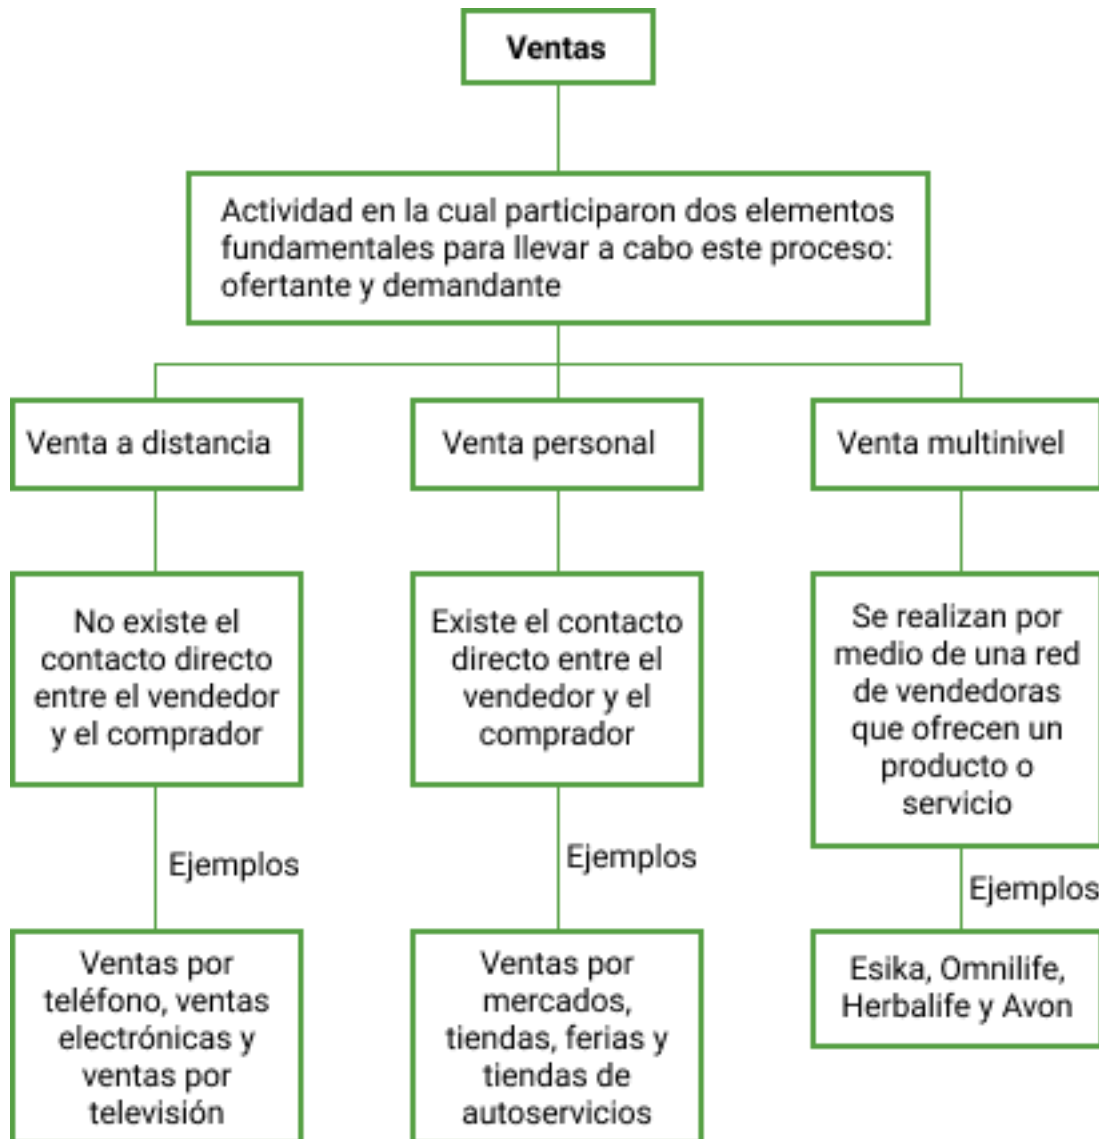 Ventas
Actividad en la cual participaron dos elementos
fundamentales para llevar a cabo este proceso:
ofertante y demandante
Venta a distancia
Venta personal
Venta multinivel
No existe el
contacto directo
entre el vendedor
y el comprador
Existe el contacto
directo entre el
vendedor y el
comprador
Se realizan por
medio de una red
de vendedoras
que ofrecen un
producto o
servicio
Ejemplos
Ejemplos
Ejemplos
Ventas por
teléfono, ventas
electrónicas y
ventas por
televisión
Ventas por
mercados,
tiendas, ferias y
tiendas de
autoservicios
Esika, Omnilife,
Herbalife y Avon